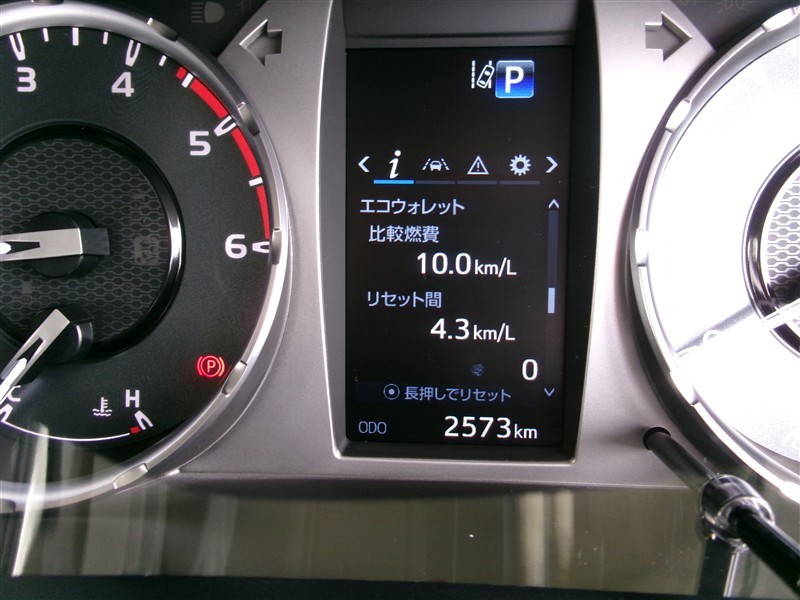 3
4
5
6
C
H
P
P
i
エコウォレット
比較燃費
10.0km/L
リセット間
4.3km/L
0
長押しでリセット
ODO 2573km